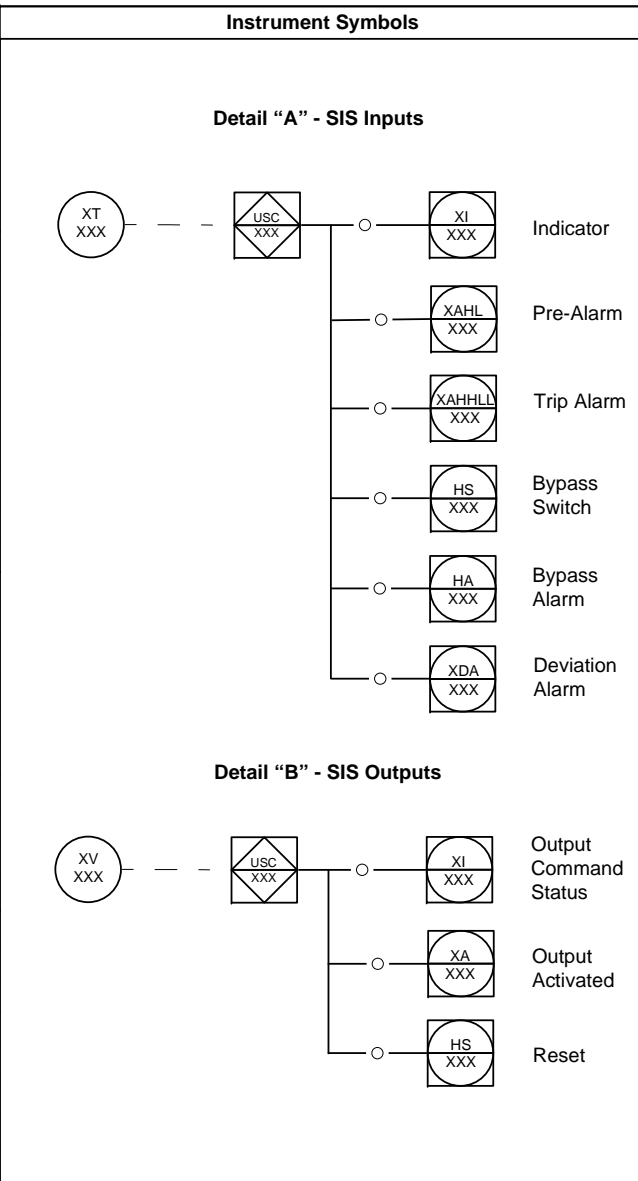 Instrument Symbols
Detail “A” - SIS Inputs
XT
XXX
USC
XXX
XI
XXX
Indicator
XAHL
XXX
Pre-Alarm
XAHHLL
XXX
Trip Alarm
HS
XXX
Bypass
Switch
HA
XXX
Bypass
Alarm
XDA
XXX
Deviation
Alarm
Detail “B” - SIS Outputs
XV
XXX
USC
XXX
XI
XXX
Output
Command
Status
XA
XXX
Output
Activated
HS
XXX
Reset